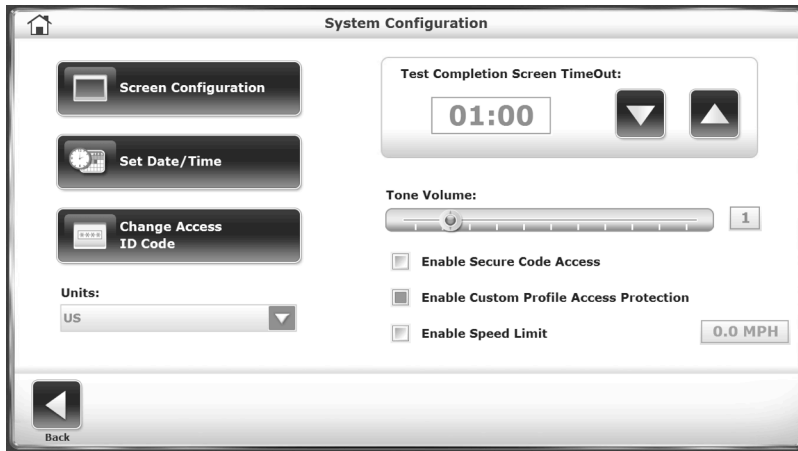 System Configuration
Screen Configuration
Set Date/Time
Change Access
ID Code
Units:
US
Test Completion Screen TimeOut:
01:00
Tone Volume:
1
Enable Secure Code Access
Enable Custom Profile Access Protection
Enable Speed Limit
0.0 MPH
Back